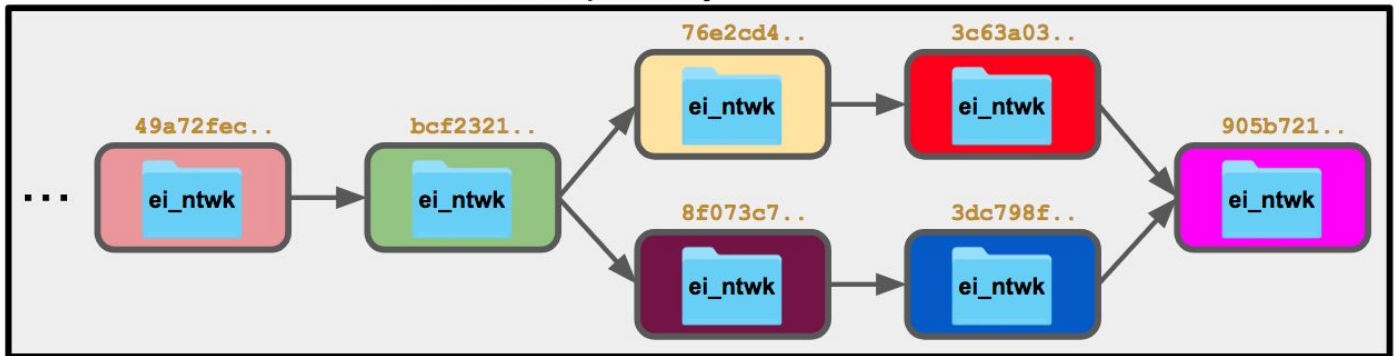 76e2cd4..
3c63a03..
ei_ntwk
ei_ntwk
49a72fec..
bcf2321..
905b721..
...
ei_ntwk
ei_ntwk
ei_ntwk
8f073c7..
3dc798f..
ei_ntwk
ei_ntwk